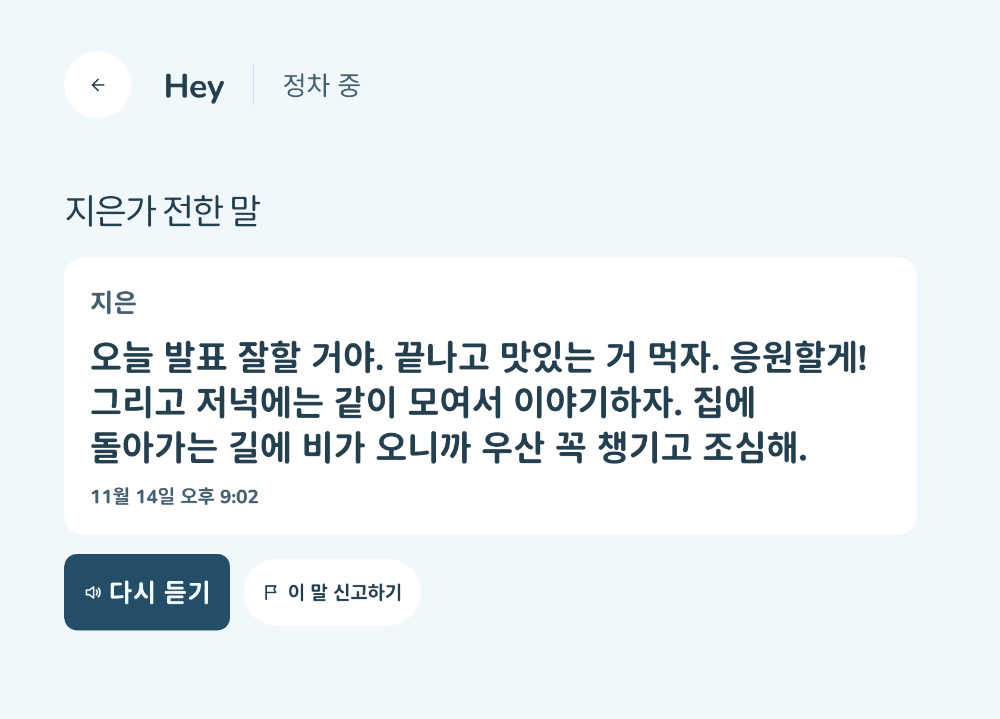 Hey
정차 중
지은가 전한 말
지은
오늘 발표 잘할 거야. 끝나고 맛있는 거 먹자. 응원할게!
그리고 저녁에는 같이 모여서 이야기하자. 집에
돌아가는 길에 비가 오니까 우산 꼭 챙기고 조심해.
11월 14일 오후 9:02
다시 듣기
이 말 신고하기